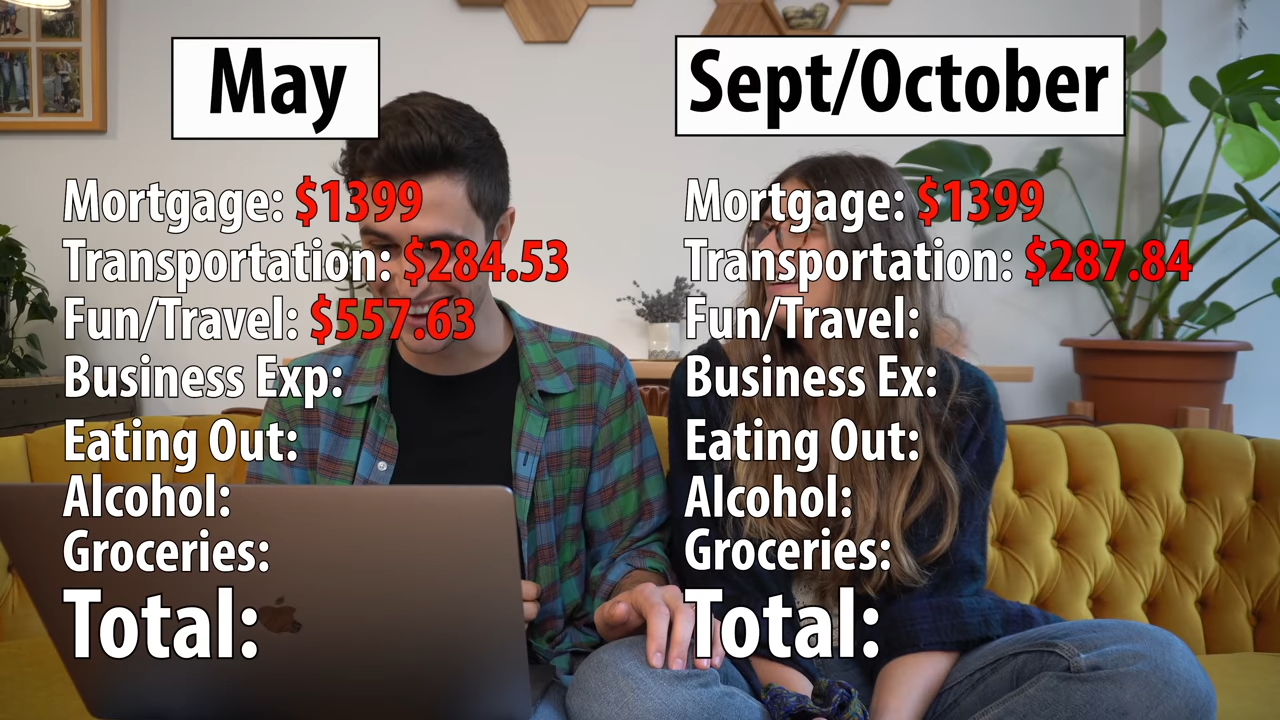 May
Mortgage: $1399
Transportation: $284.53
Fun/Travel: $557.63
Business Exp:
Eating Out:
Alcohol:
Groceries:
Total:
Sept/October
Mortgage: $1399
Transportation: $287.84
Fun/Travel:
Business Ex:
Eating Out:
Alcohol:
Groceries:
Total: